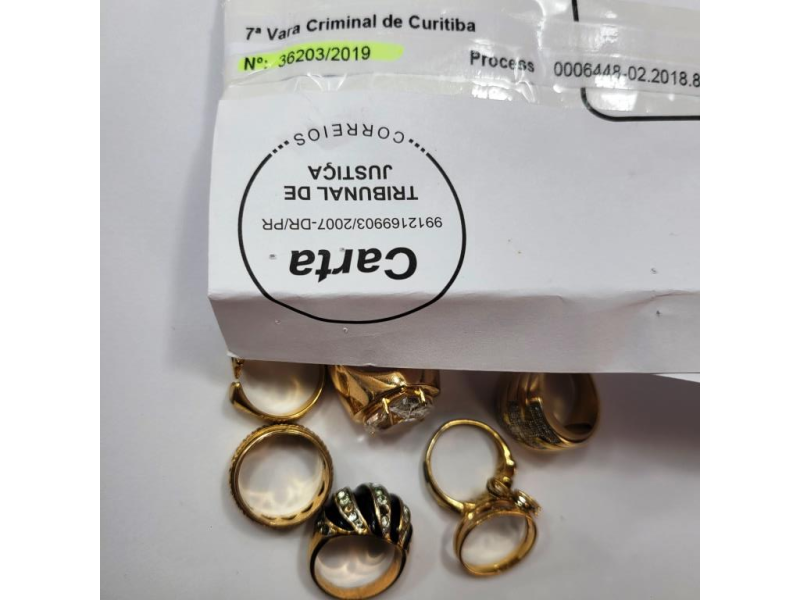 7ª Vara Criminal de Curitiba
Nº: 36203/2019
Process 0006448-02.2018.8
Carta
9912169903/2007-DR/PR
TRIBUNAL DE
JUSTIÇA
CORREIOS